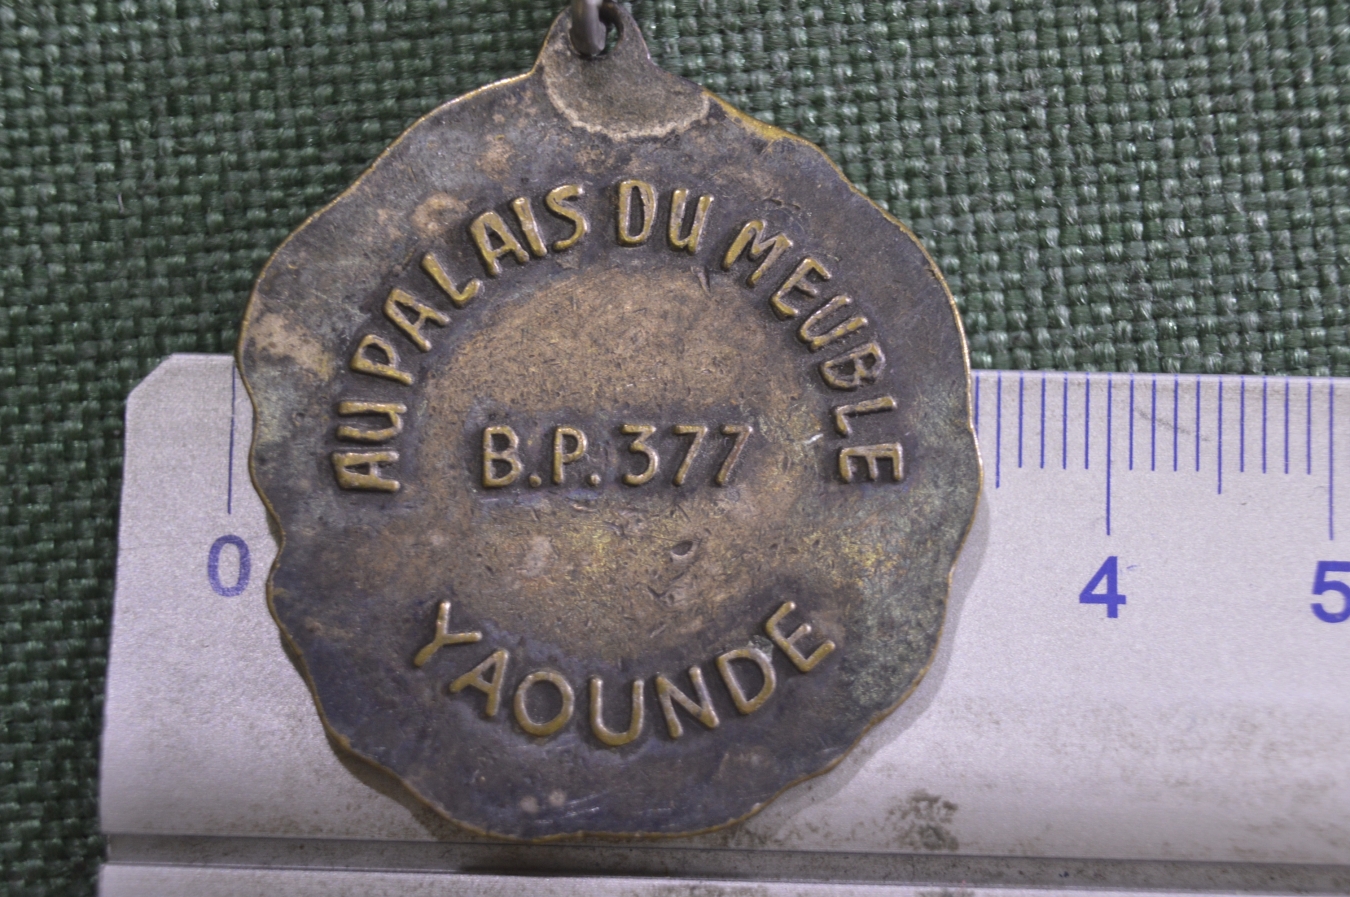 AU PALAIS DU MEUBLE
B.P. 377
YAOUNDE
0 4 5